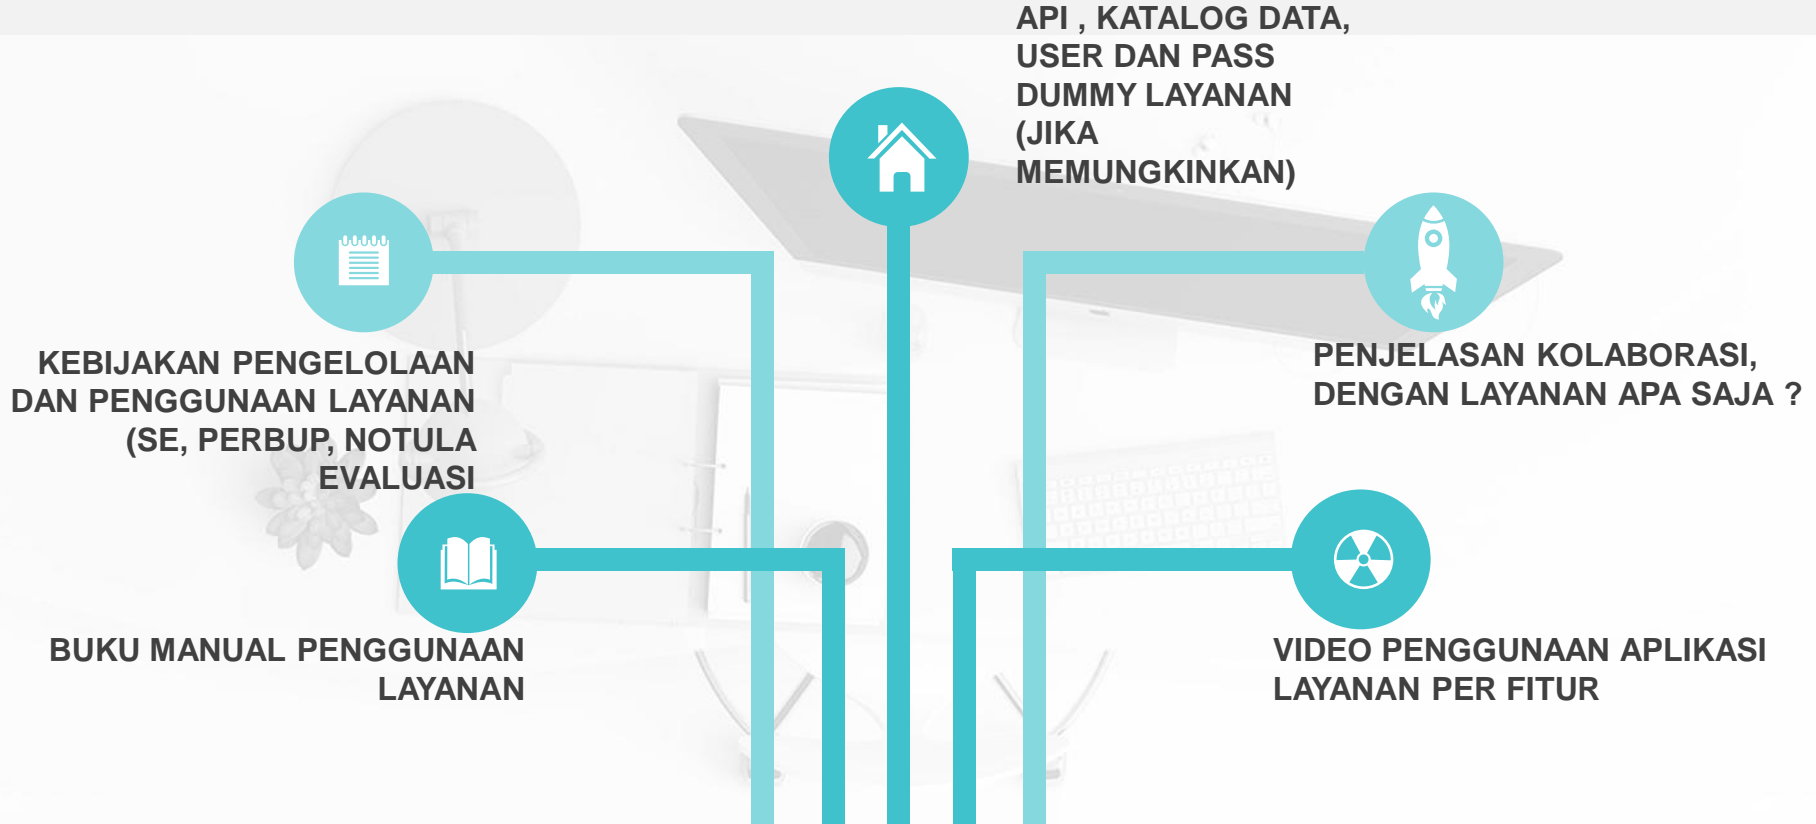 API , KATALOG DATA,
USER DAN PASS
DUMMY LAYANAN
(JIKA
MEMUNGKINKAN)
KEBIJAKAN PENGELOLAAN
DAN PENGGUNAAN LAYANAN
(SE, PERBUP, NOTULA
EVALUASI
PENJELASAN KOLABORASI,
DENGAN LAYANAN APA SAJA ?
BUKU MANUAL PENGGUNAAN
LAYANAN
VIDEO PENGGUNAAN APLIKASI
LAYANAN PER FITUR